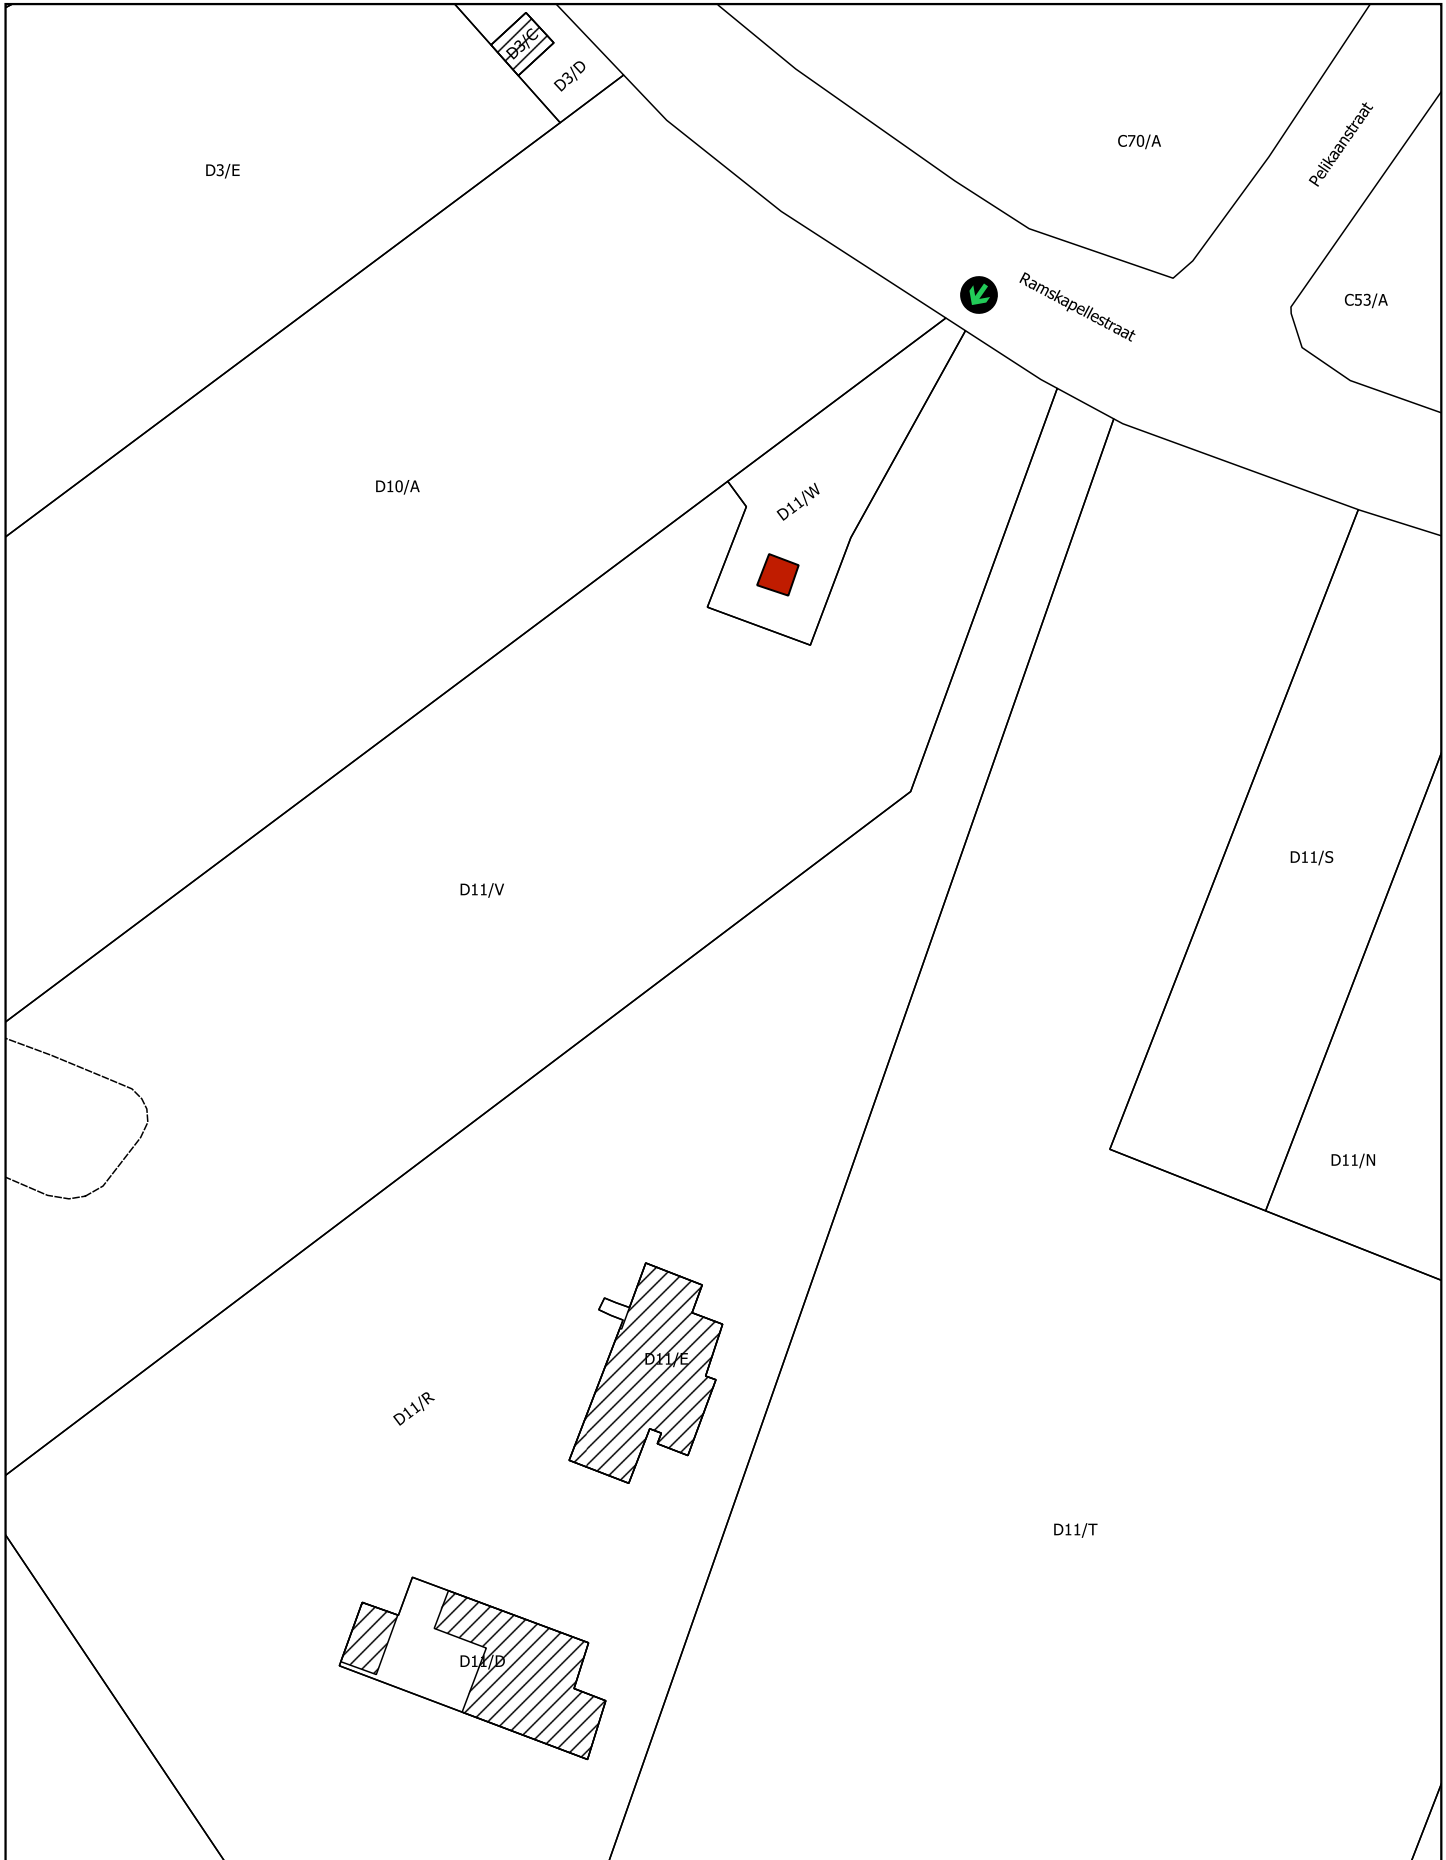 D3/C
D3/D
C70/A
Pelikaanstraat
D3/E
Ramskapellestraat
C53/A
D10/A
D11/W
D11/S
D11/V
D11/N
D11/E
D11/R
D11/T
D11/D